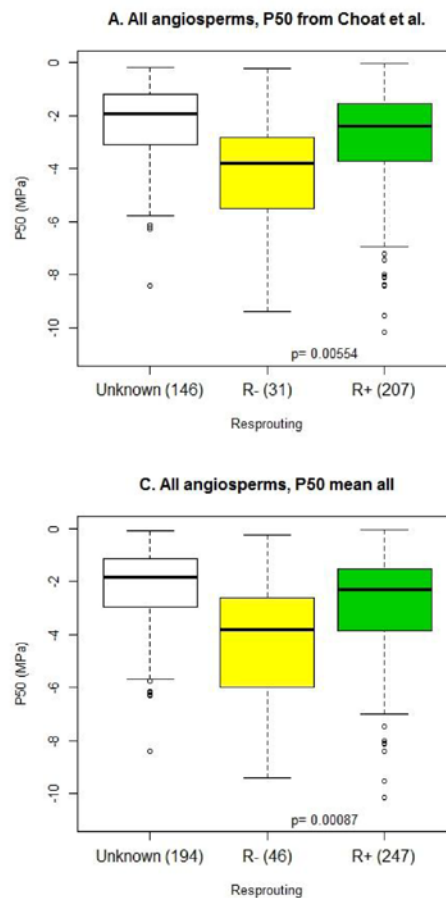 A. All angiosperms, P50 from Choat et al.
P50 (MPa)
0
-2
-4
-6
-8
-10
p= 0.00554
Unknown (146) R- (31) R+ (207)
Resprouting
C. All angiosperms, P50 mean all
P50 (MPa)
0
-2
-4
-6
-8
-10
p= 0.00087
Unknown (194) R- (46) R+ (247)
Resprouting